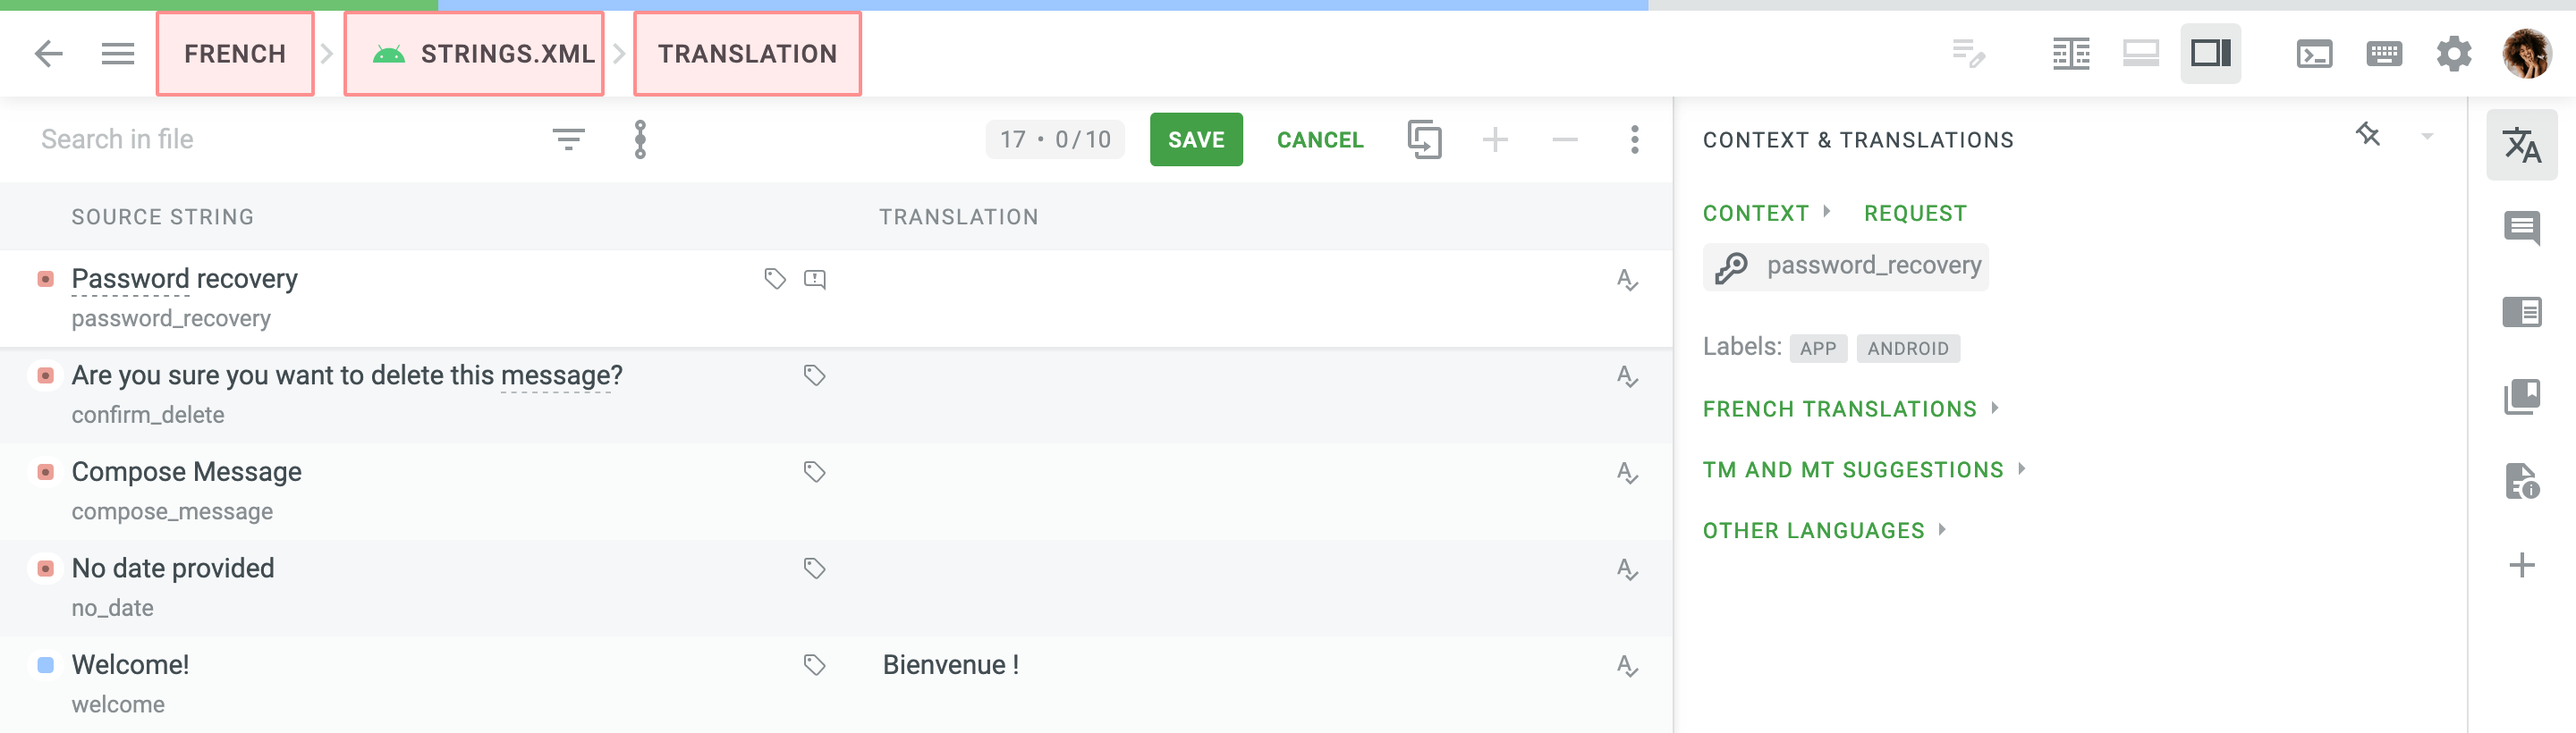 FRENCH STRINGS.XML TRANSLATION
Search in file 17 • 0/10 SAVE CANCEL
SOURCE STRING TRANSLATION
Password recovery
password_recovery
Are you sure you want to delete this message?
confirm_delete
Compose Message
compose_message
No date provided
no_date
Welcome! Bienvenue !
welcome
CONTEXT & TRANSLATIONS
CONTEXT REQUEST
password_recovery
Labels: APP ANDROID
FRENCH TRANSLATIONS
TM AND MT SUGGESTIONS
OTHER LANGUAGES